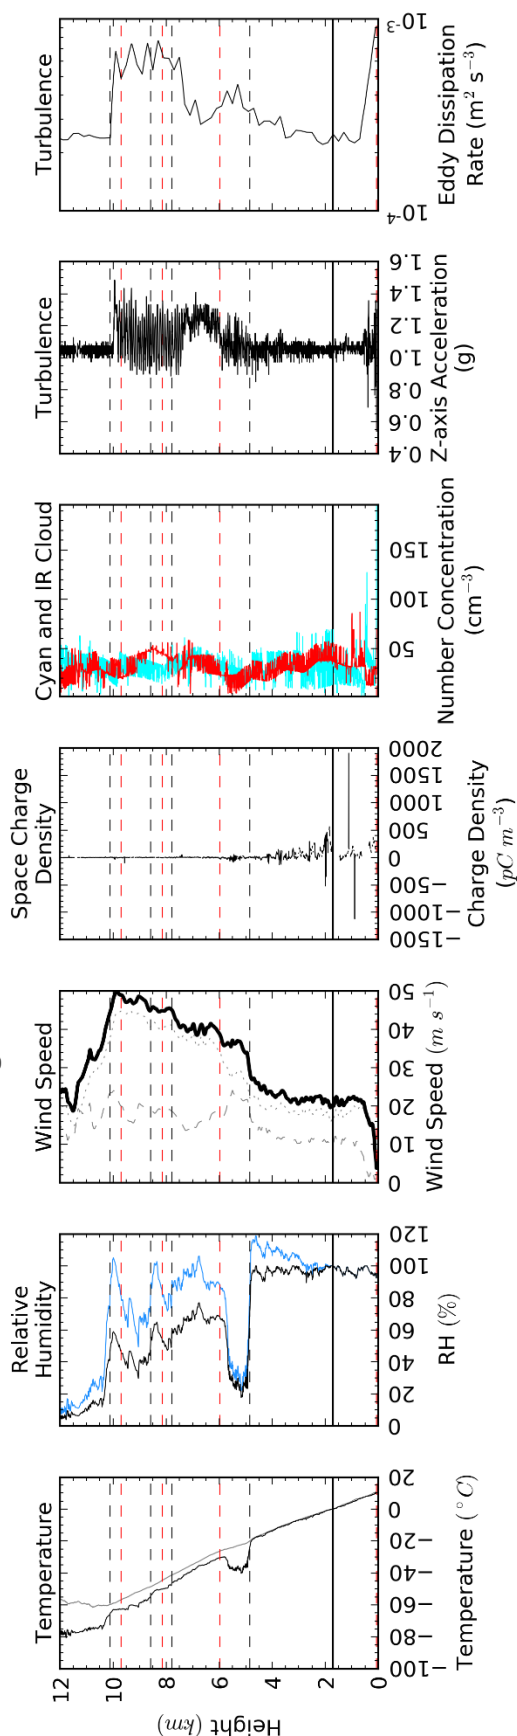 Temperature
Relative
Humidity
Wind Speed
Space Charge
Density
Cyan and IR Cloud
Turbulence
Turbulence
Height (km)
12
10
8
6
4
2
0
−100 −80 −60 −40 −20 0 20
Temperature (°C)
0 20 40 60 80 100 120
RH (%)
0 10 20 30 40 50
Wind Speed (m s⁻¹)
−1500 −1000 −500 0 500 1000 1500 2000
Charge Density
(pC m⁻³)
50 100 150
Number Concentration
(cm⁻³)
0.4 0.6 0.8 1.0 1.2 1.4 1.6
Z-axis Acceleration
(g)
10⁻⁴ 10⁻³
Eddy Dissipation
Rate (m² s⁻³)